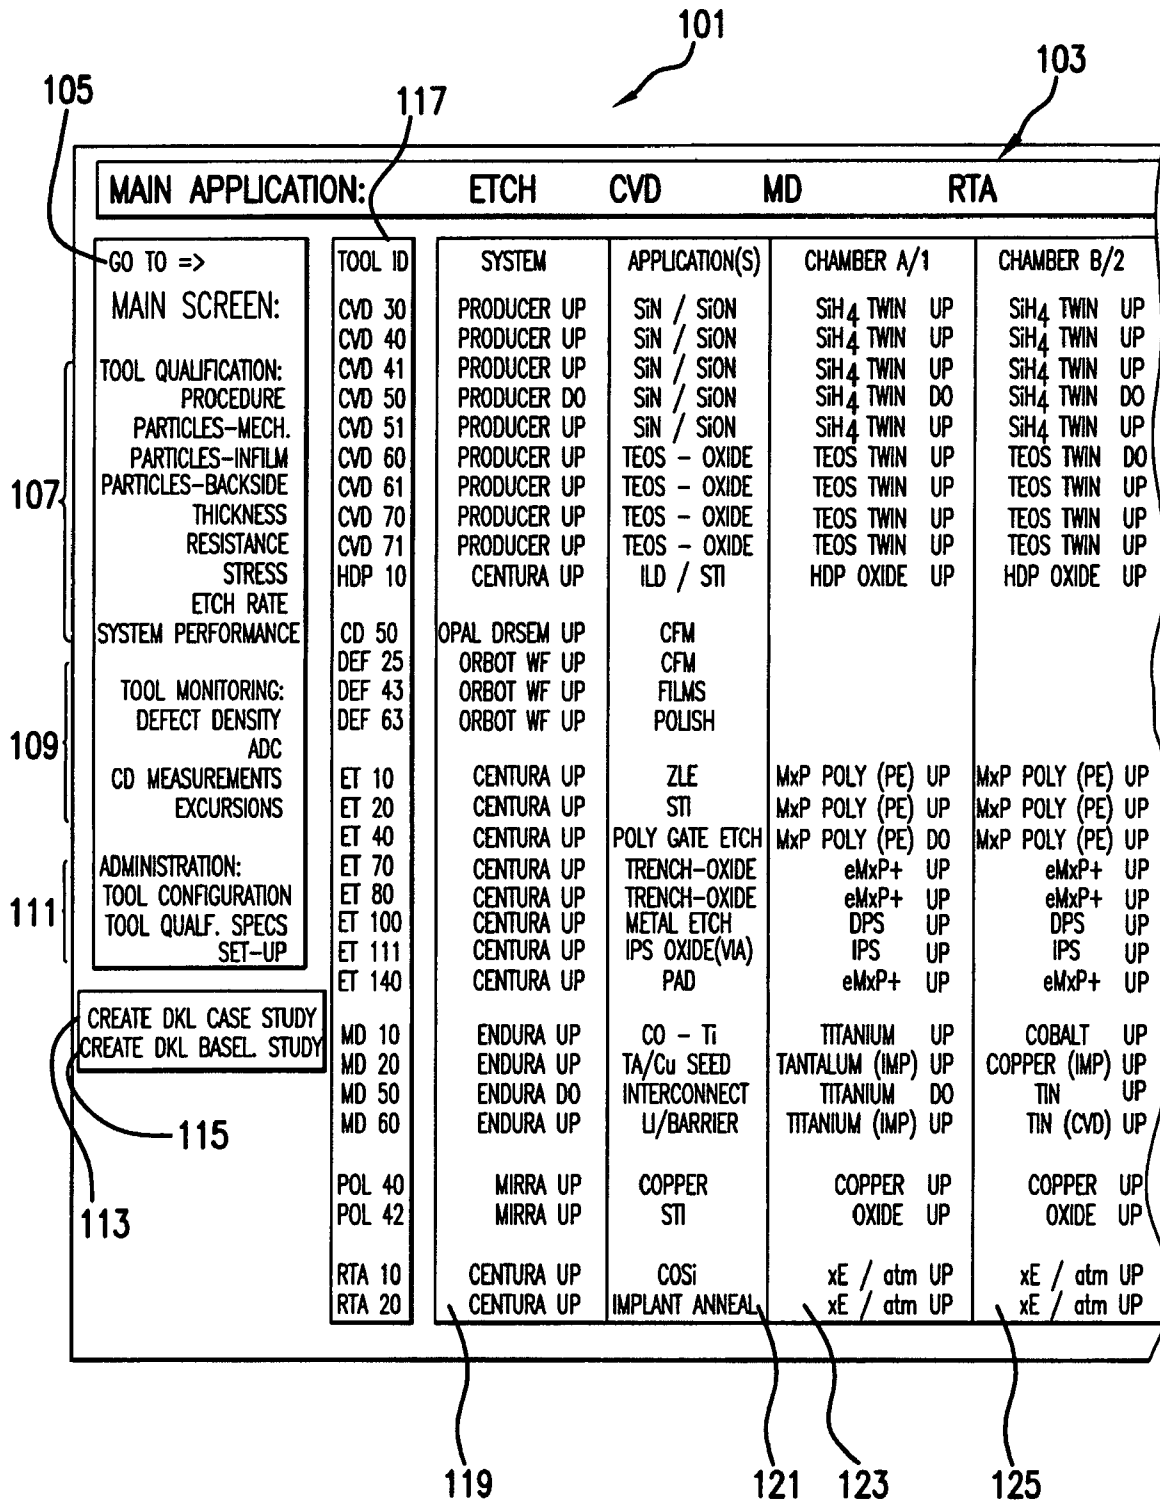 101
103
105
117
MAIN APPLICATION: ETCH CVD MD RTA
GO TO =>
MAIN SCREEN:
TOOL QUALIFICATION:
PROCEDURE
PARTICLES-MECH.
PARTICLES-INFILM
PARTICLES-BACKSIDE
THICKNESS
RESISTANCE
STRESS
ETCH RATE
SYSTEM PERFORMANCE
TOOL MONITORING:
DEFECT DENSITY
ADC
CD MEASUREMENTS
EXCURSIONS
ADMINISTRATION:
TOOL CONFIGURATION
TOOL QUALF. SPECS
SET-UP
107
109
111
CREATE DKL CASE STUDY
CREATE DKL BASEL. STUDY
115
113
TOOL ID SYSTEM APPLICATION(S) CHAMBER A/1 CHAMBER B/2
CVD 30 PRODUCER UP SiN / SiON SiH4 TWIN UP SiH4 TWIN UP
CVD 40 PRODUCER UP SiN / SiON SiH4 TWIN UP SiH4 TWIN UP
CVD 41 PRODUCER UP SiN / SiON SiH4 TWIN UP SiH4 TWIN UP
CVD 50 PRODUCER DO SiN / SiON SiH4 TWIN DO SiH4 TWIN DO
CVD 51 PRODUCER UP SiN / SiON SiH4 TWIN UP SiH4 TWIN UP
CVD 60 PRODUCER UP TEOS - OXIDE TEOS TWIN UP TEOS TWIN DO
CVD 61 PRODUCER UP TEOS - OXIDE TEOS TWIN UP TEOS TWIN UP
CVD 70 PRODUCER UP TEOS - OXIDE TEOS TWIN UP TEOS TWIN UP
CVD 71 PRODUCER UP TEOS - OXIDE TEOS TWIN UP TEOS TWIN UP
HDP 10 CENTURA UP ILD / STI HDP OXIDE UP HDP OXIDE UP
CD 50 OPAL DRSEM UP CFM
DEF 25 ORBOT WF UP CFM
DEF 43 ORBOT WF UP FILMS
DEF 63 ORBOT WF UP POLISH
ET 10 CENTURA UP ZLE MxP POLY (PE) UP MxP POLY (PE) UP
ET 20 CENTURA UP STI MxP POLY (PE) UP MxP POLY (PE) UP
ET 40 CENTURA UP POLY GATE ETCH MxP POLY (PE) DO MxP POLY (PE) UP
ET 70 CENTURA UP TRENCH-OXIDE eMxP+ UP eMxP+ UP
ET 80 CENTURA UP TRENCH-OXIDE eMxP+ UP eMxP+ UP
ET 100 CENTURA UP METAL ETCH DPS UP DPS UP
ET 111 CENTURA UP IPS OXIDE(VIA) IPS UP IPS UP
ET 140 CENTURA UP PAD eMxP+ UP eMxP+ UP
MD 10 ENDURA UP CO - Ti TITANIUM UP COBALT UP
MD 20 ENDURA UP TA/Cu SEED TANTALUM (IMP) UP COPPER (IMP) UP
MD 50 ENDURA DO INTERCONNECT TITANIUM DO TIN UP
MD 60 ENDURA UP LI/BARRIER TITANIUM (IMP) UP TIN (CVD) UP
POL 40 MIRRA UP COPPER COPPER UP COPPER UP
POL 42 MIRRA UP STI OXIDE UP OXIDE UP
RTA 10 CENTURA UP COSi xE / atm UP xE / atm UP
RTA 20 CENTURA UP IMPLANT ANNEAL xE / atm UP xE / atm UP
119 121 123 125